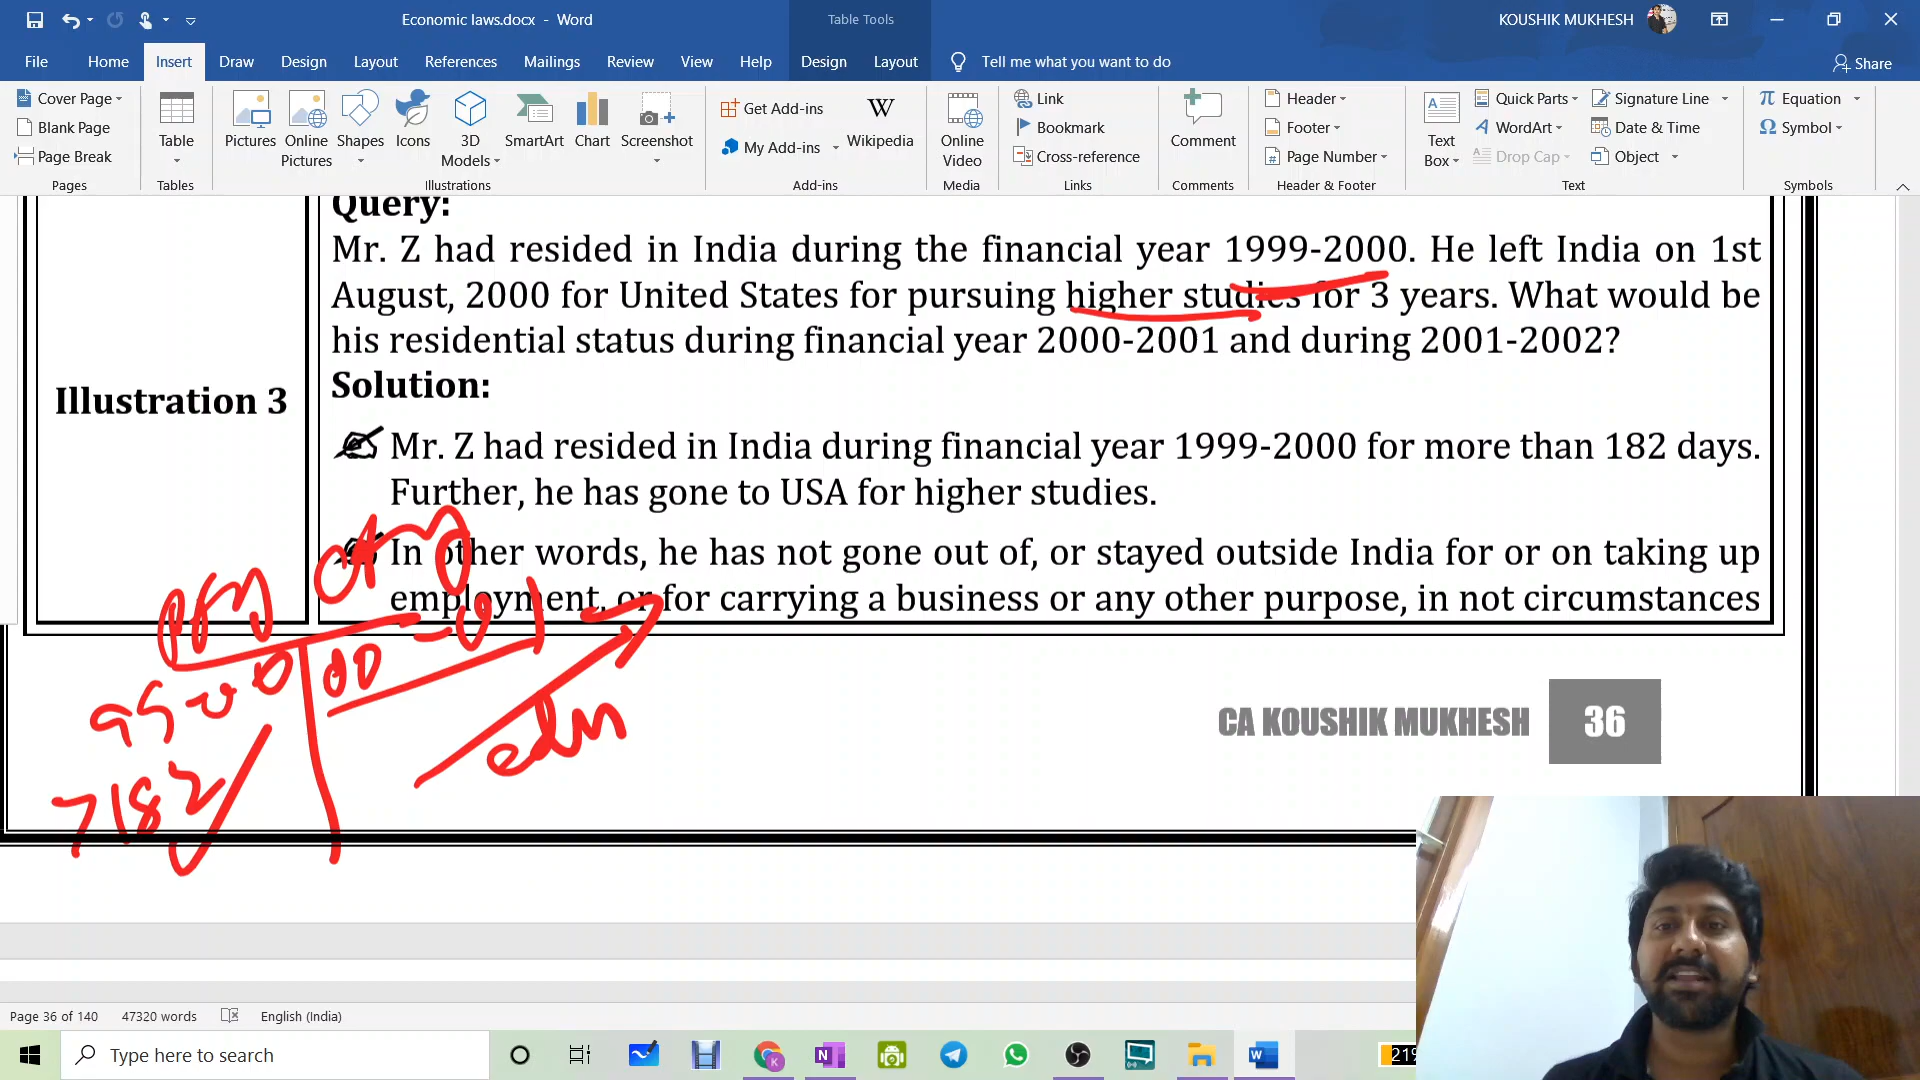 Economic laws.docx - Word
Table Tools
KOUSHIK MUKHESH
File Home Insert Draw Design Layout References Mailings Review View Help Design Layout Tell me what you want to do Share
Cover Page
Blank Page
Page Break
Pages
Table
Tables
Pictures
Online Pictures
Shapes
Icons
3D Models
SmartArt
Chart
Screenshot
Illustrations
Get Add-ins
My Add-ins
Wikipedia
Add-ins
Online Video
Media
Link
Bookmark
Cross-reference
Links
Comment
Comments
Header
Footer
Page Number
Header & Footer
Text Box
Quick Parts
WordArt
Drop Cap
Signature Line
Date & Time
Object
Text
Equation
Symbol
Symbols
Illustration 3
Query:
Mr. Z had resided in India during the financial year 1999-2000. He left India on 1st
August, 2000 for United States for pursuing higher studies for 3 years. What would be
his residential status during financial year 2000-2001 and during 2001-2002?
Solution:
Mr. Z had resided in India during financial year 1999-2000 for more than 182 days.
Further, he has gone to USA for higher studies.
In other words, he has not gone out of, or stayed outside India for or on taking up
employment, or for carrying a business or any other purpose, in not circumstances
00-01
182
edn
CA KOUSHIK MUKHESH 36
Page 36 of 140 47320 words English (India)
Type here to search
21%